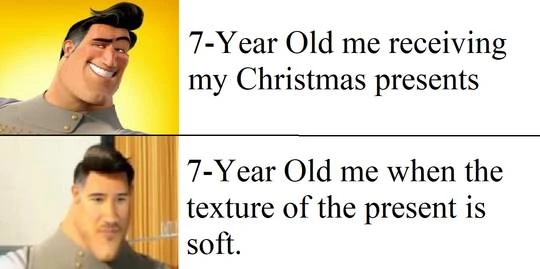 7-Year Old me receiving
my Christmas presents
7-Year Old me when the
texture of the present is
soft.